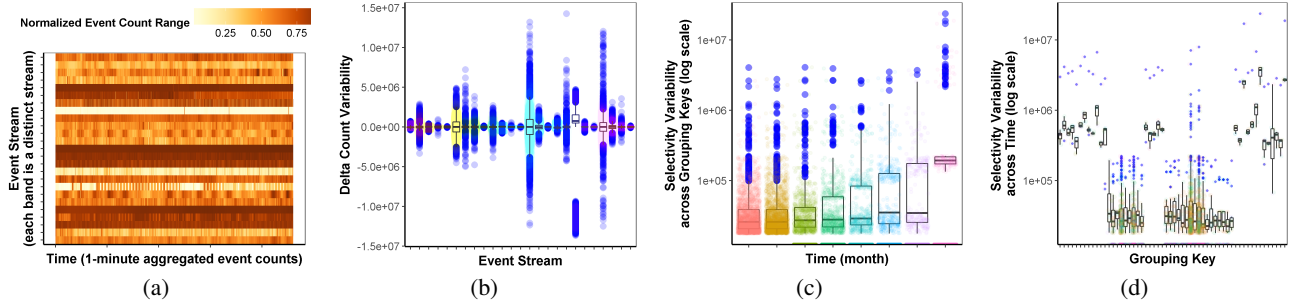 Normalized Event Count Range
0.25 0.50 0.75
Event Stream
(each band is a distinct stream)
Time (1-minute aggregated event counts)
(a)
Delta Count Variability
1.5e+07
1.0e+07
5.0e+06
0.0e+00
-5.0e+06
-1.0e+07
-1.5e+07
Event Stream
(b)
Selectivity Variability
across Grouping Keys (log scale)
1e+07
1e+06
1e+05
Time (month)
(c)
Selectivity Variability
across Time (log scale)
1e+07
1e+06
1e+05
Grouping Key
(d)